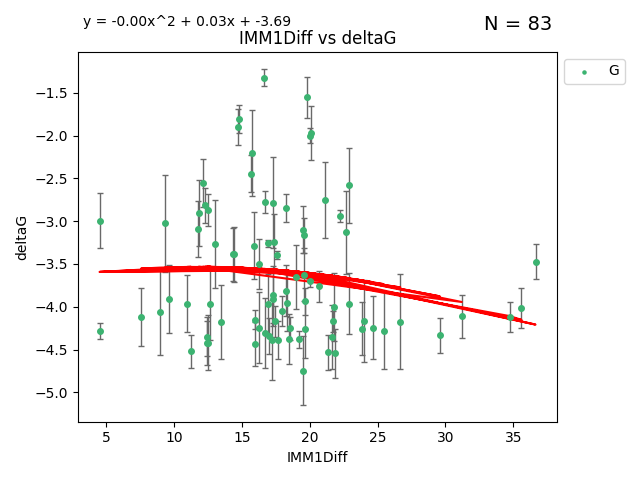 y = -0.00x^2 + 0.03x + -3.69
N = 83
IMM1Diff vs deltaG
G
deltaG
−1.5
−2.0
−2.5
−3.0
−3.5
−4.0
−4.5
−5.0
5 10 15 20 25 30 35
IMM1Diff